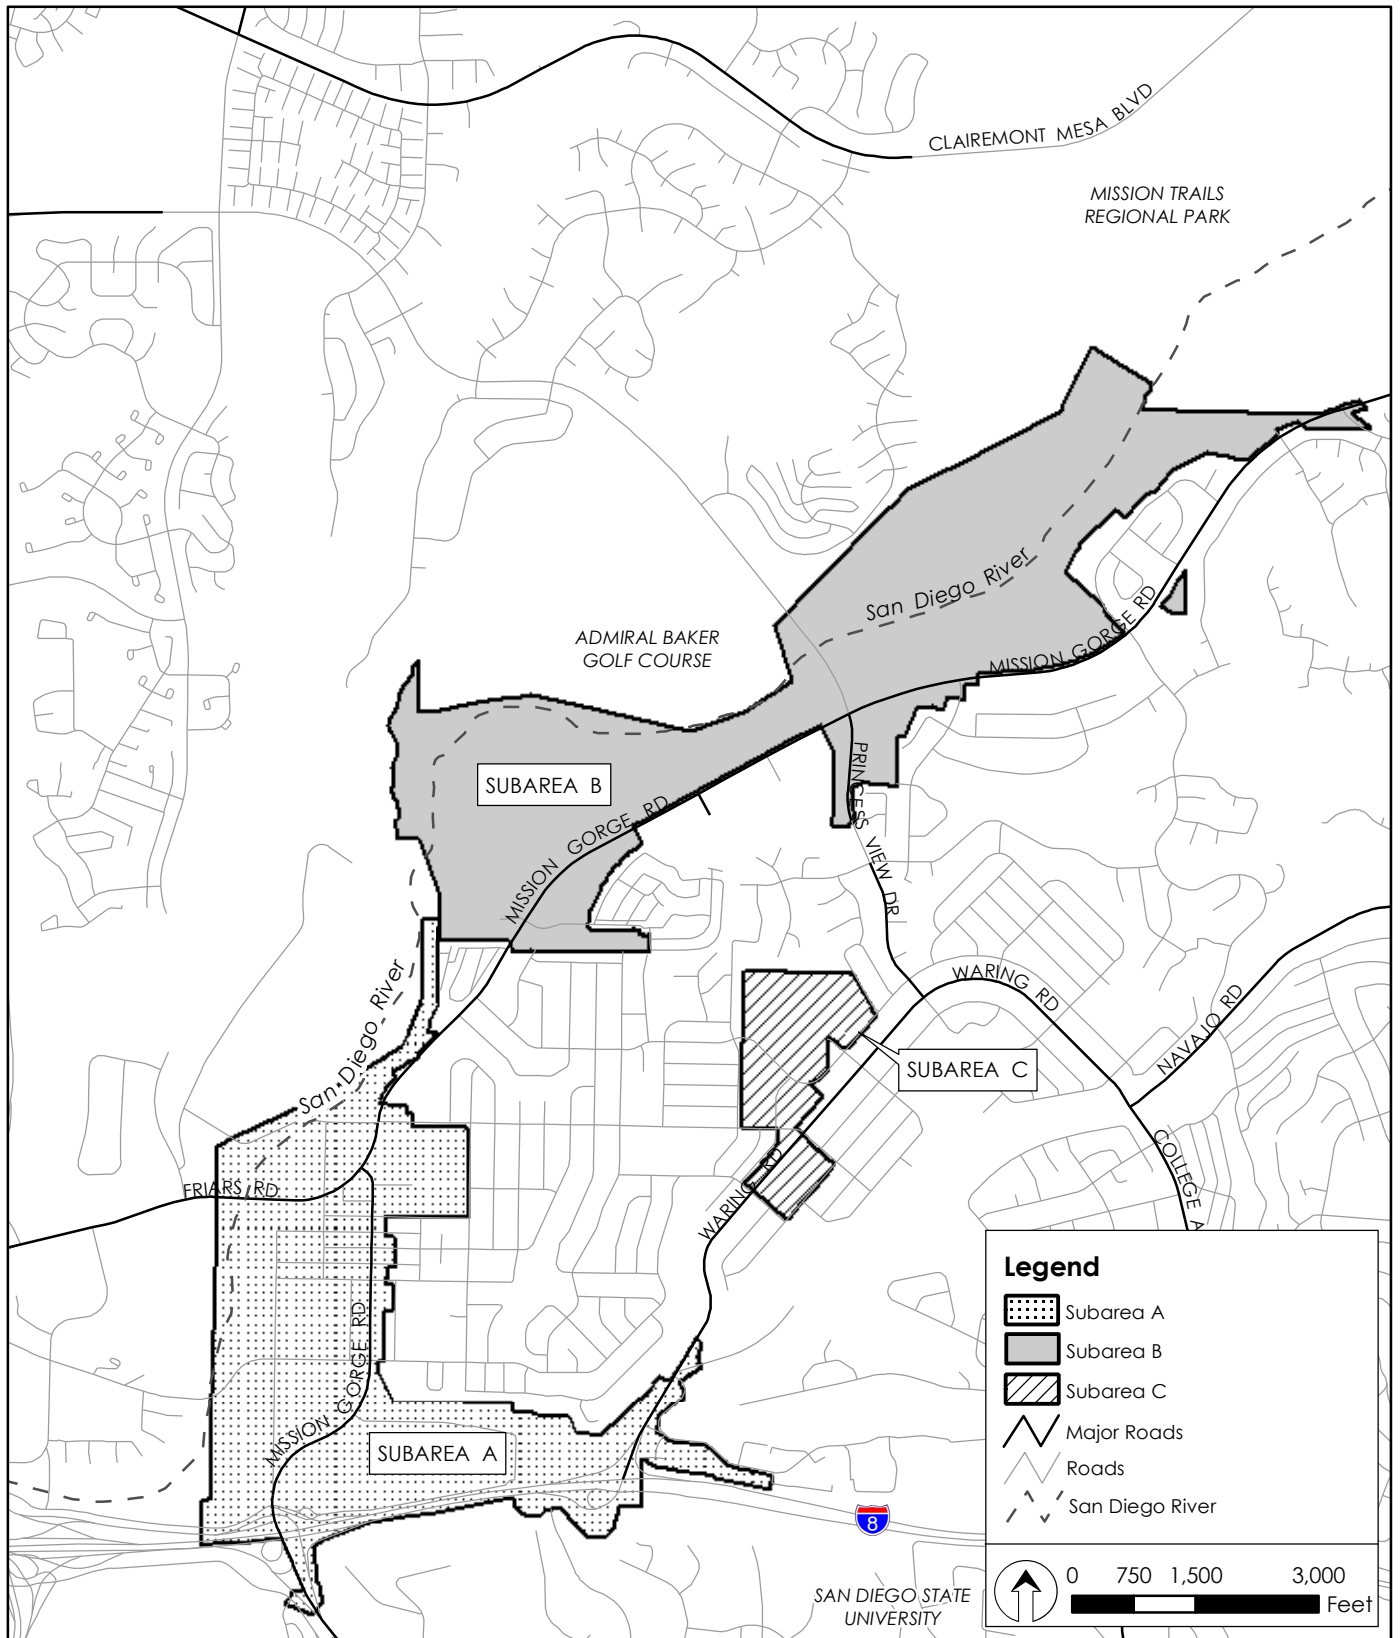 CLAIREMONT MESA BLVD
MISSION TRAILS
REGIONAL PARK
San Diego River
ADMIRAL BAKER
GOLF COURSE
MISSION GORGE RD
SUBAREA B
PRINCESS VIEW DR
MISSION GORGE RD
San Diego River
WARING RD
NAVAJO RD
SUBAREA C
COLLEGE A
FRIARS RD
WARING RD
MISSION GORGE RD
SUBAREA A
8
SAN DIEGO STATE
UNIVERSITY
Legend
Subarea A
Subarea B
Subarea C
Major Roads
Roads
San Diego River
0 750 1,500 3,000
Feet